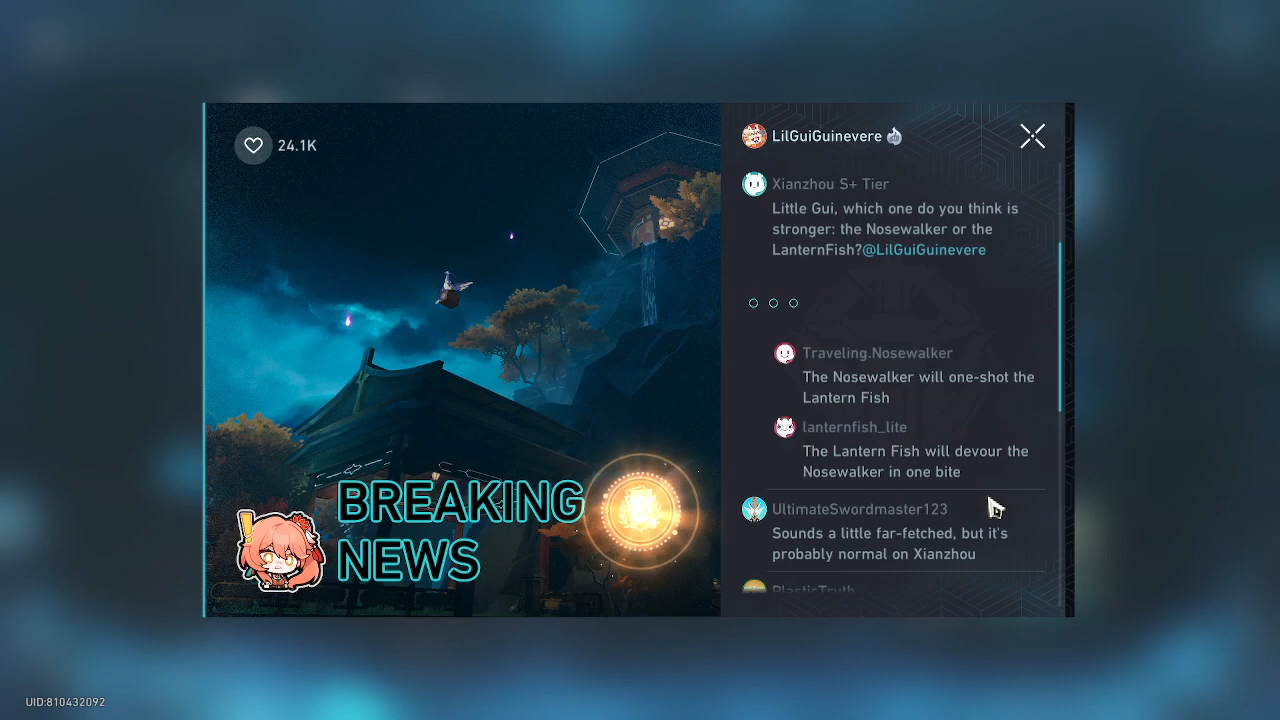 24.1K
BREAKING
NEWS
LilGuiGuinevere
Xianzhou S+ Tier
Little Gui, which one do you think is
stronger: the Nosewalker or the
LanternFish?@LilGuiGuinevere
Traveling.Nosewalker
The Nosewalker will one-shot the
Lantern Fish
lanternfish_lite
The Lantern Fish will devour the
Nosewalker in one bite
UltimateSwordmaster123
Sounds a little far-fetched, but it's
probably normal on Xianzhou
PlasticTruth
UID:810432092